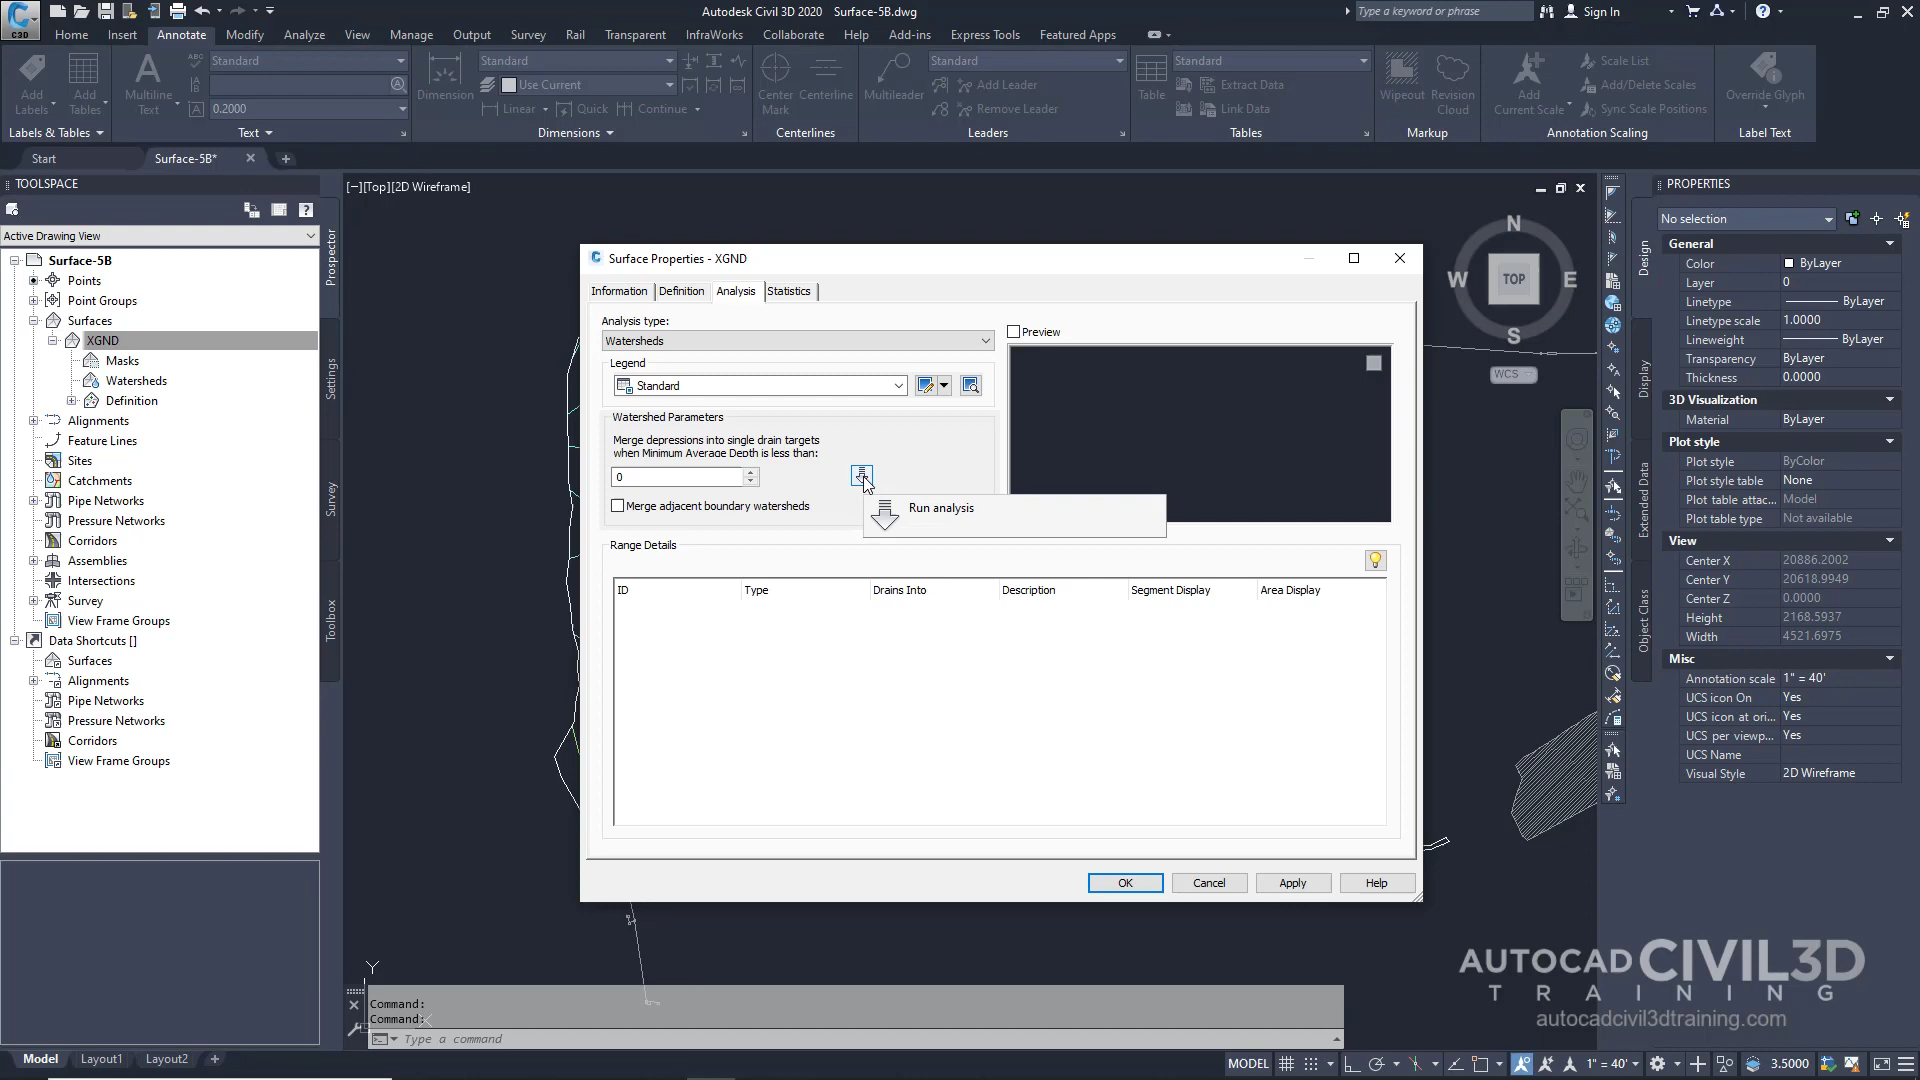 Autodesk Civil 3D 2020 Surface-5B.dwg
Type a keyword or phrase
Sign In
C3D
Home Insert Annotate Modify Analyze View Manage Output Survey Rail Transparent InfraWorks Collaborate Help Add-ins Express Tools Featured Apps
Add Labels
Add Tables
Labels & Tables
Multiline Text
ABC
Standard
0.2000
Text
Dimension
Standard
Use Current
Linear Quick Continue
Dimensions
Center Mark
Centerline
Centerlines
Multileader
Standard
Add Leader
Remove Leader
Leaders
Table
Standard
Extract Data
Link Data
Tables
Wipeout
Revision Cloud
Markup
Add Current Scale
Scale List
Add/Delete Scales
Sync Scale Positions
Annotation Scaling
Override Glyph
Label Text
Start
Surface-5B*
TOOLSPACE
Active Drawing View
Surface-5B
Points
Point Groups
Surfaces
XGND
Masks
Watersheds
Definition
Alignments
Feature Lines
Sites
Catchments
Pipe Networks
Pressure Networks
Corridors
Assemblies
Intersections
Survey
View Frame Groups
Data Shortcuts []
Surfaces
Alignments
Pipe Networks
Pressure Networks
Corridors
View Frame Groups
Prospector
Settings
Survey
Toolbox
[−][Top][2D Wireframe]
Surface Properties - XGND
Information Definition Analysis Statistics
Analysis type:
Watersheds
Preview
Legend
Standard
Watershed Parameters
Merge depressions into single drain targets
when Minimum Average Depth is less than:
0
Merge adjacent boundary watersheds
Run analysis
Range Details
ID Type Drains Into Description Segment Display Area Display
OK Cancel Apply Help
N
W TOP E
S
WCS
Y
Command:
Command:
Type a command
PROPERTIES
No selection
Design
Display
Extended Data
Object Class
General
Color ByLayer
Layer 0
Linetype ByLayer
Linetype scale 1.0000
Lineweight ByLayer
Transparency ByLayer
Thickness 0.0000
3D Visualization
Material ByLayer
Plot style
Plot style ByColor
Plot style table None
Plot table attac... Model
Plot table type Not available
View
Center X 20886.2002
Center Y 20618.9949
Center Z 0.0000
Height 2168.5937
Width 4521.6975
Misc
Annotation scale 1" = 40'
UCS icon On Yes
UCS icon at ori... Yes
UCS per viewp... Yes
UCS Name
Visual Style 2D Wireframe
AUTOCAD CIVIL3D
TRAINING
autocadcivil3dtraining.com
Model Layout1 Layout2
MODEL 1" = 40' 3.5000